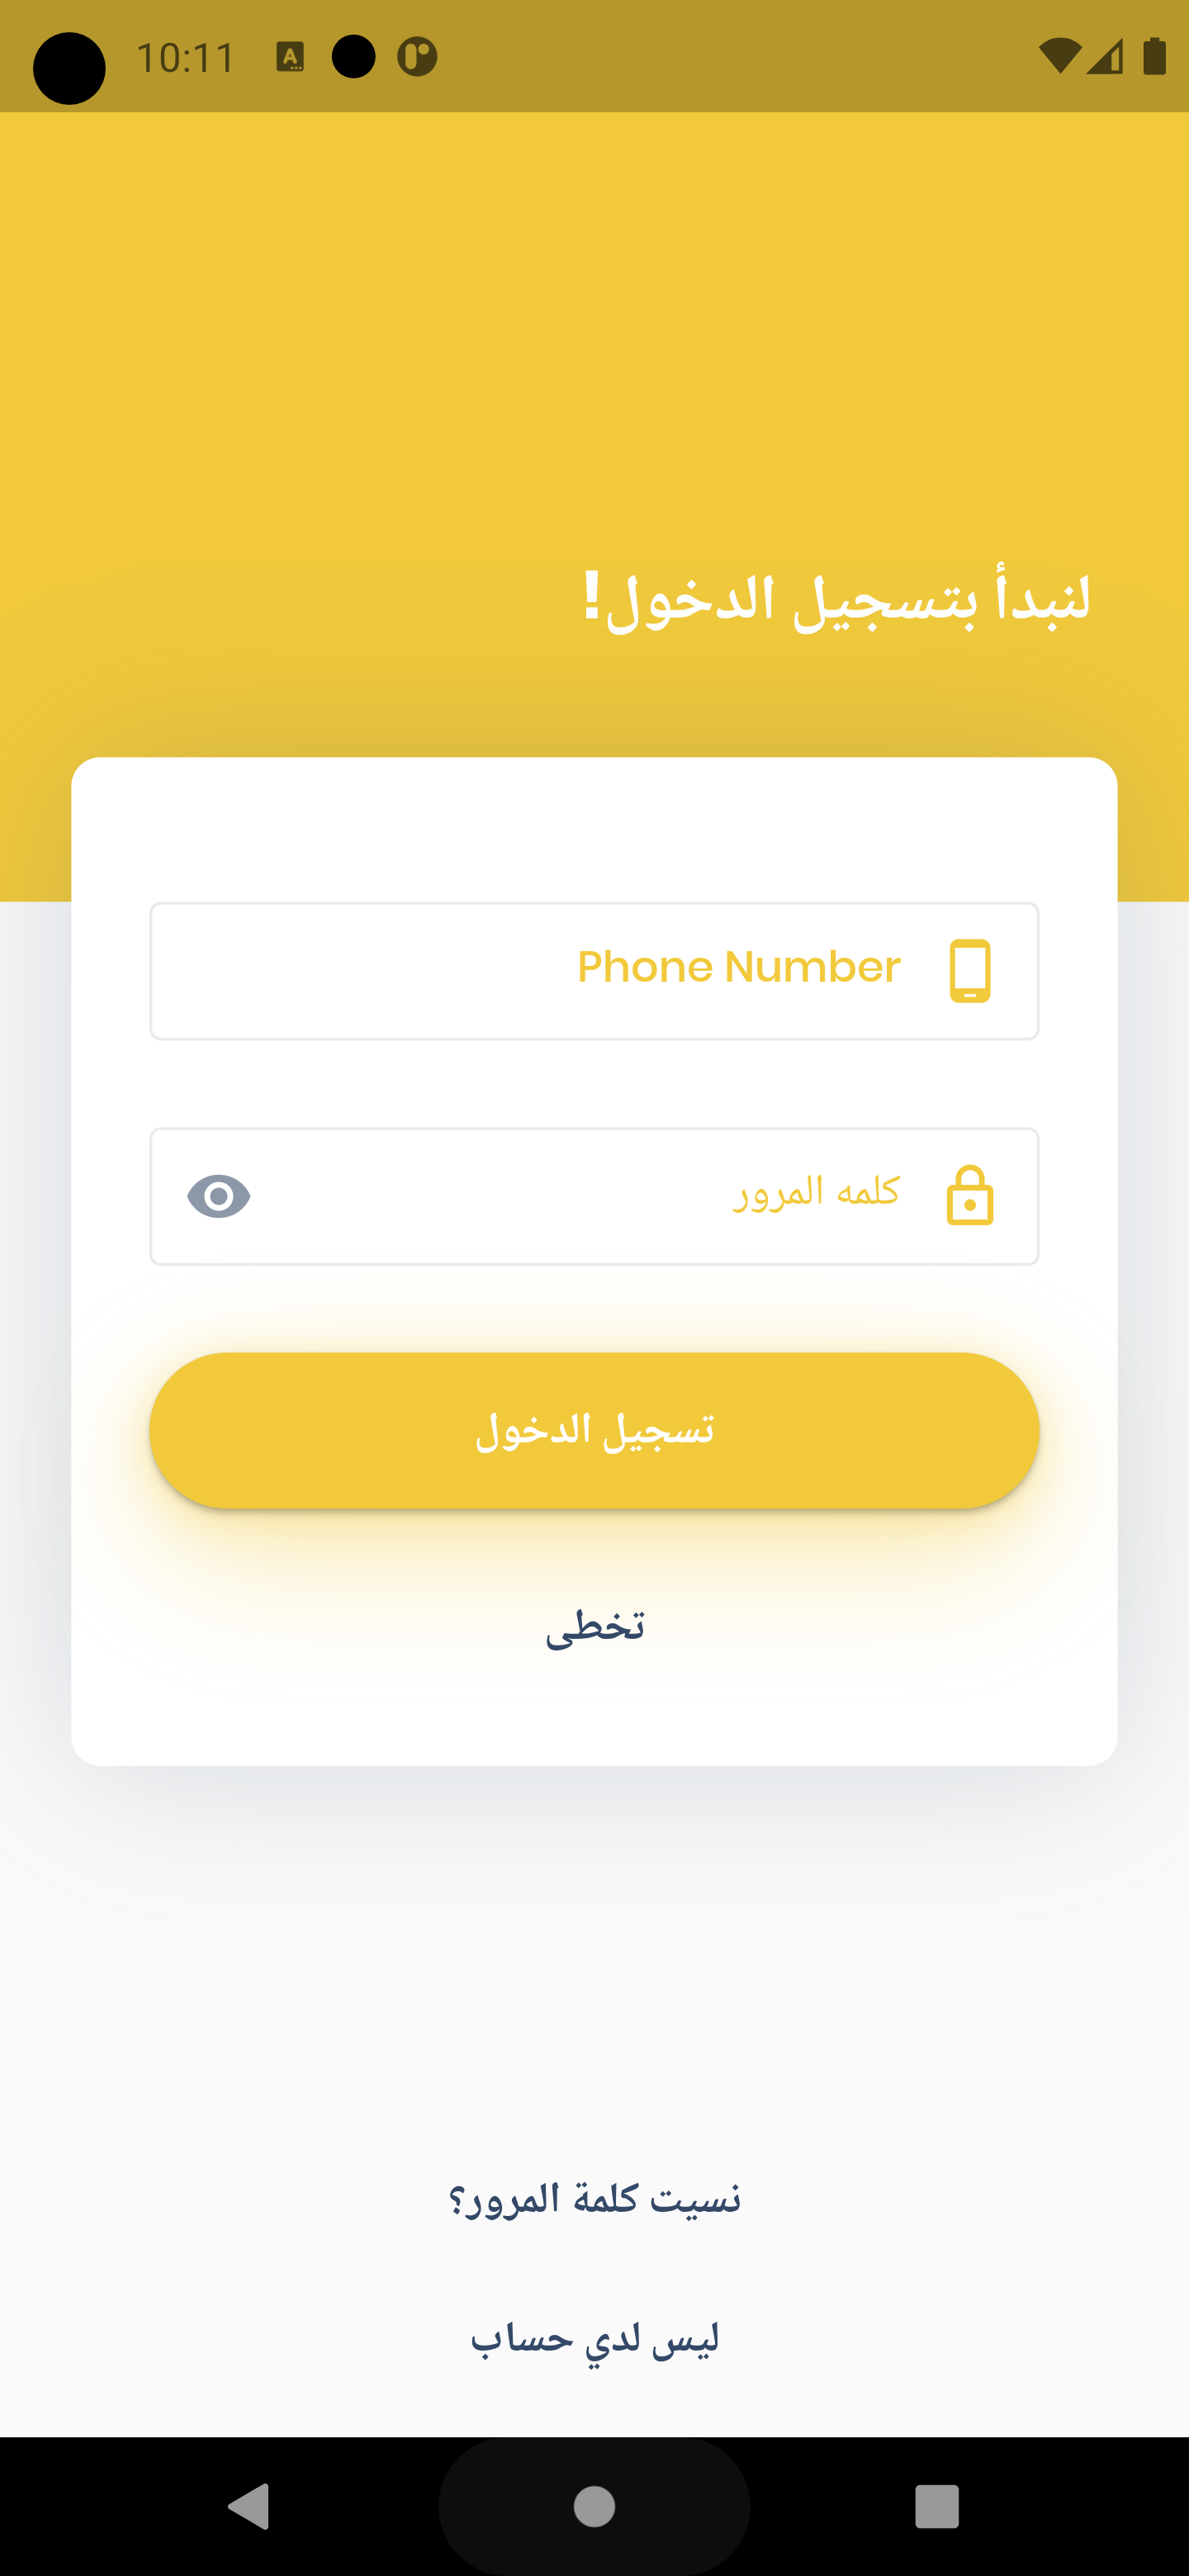 10:11
لنبدأ بتسجيل الدخول!
Phone Number
كلمه المرور
تسجيل الدخول
تخطى
نسيت كلمة المرور؟
ليس لدي حساب